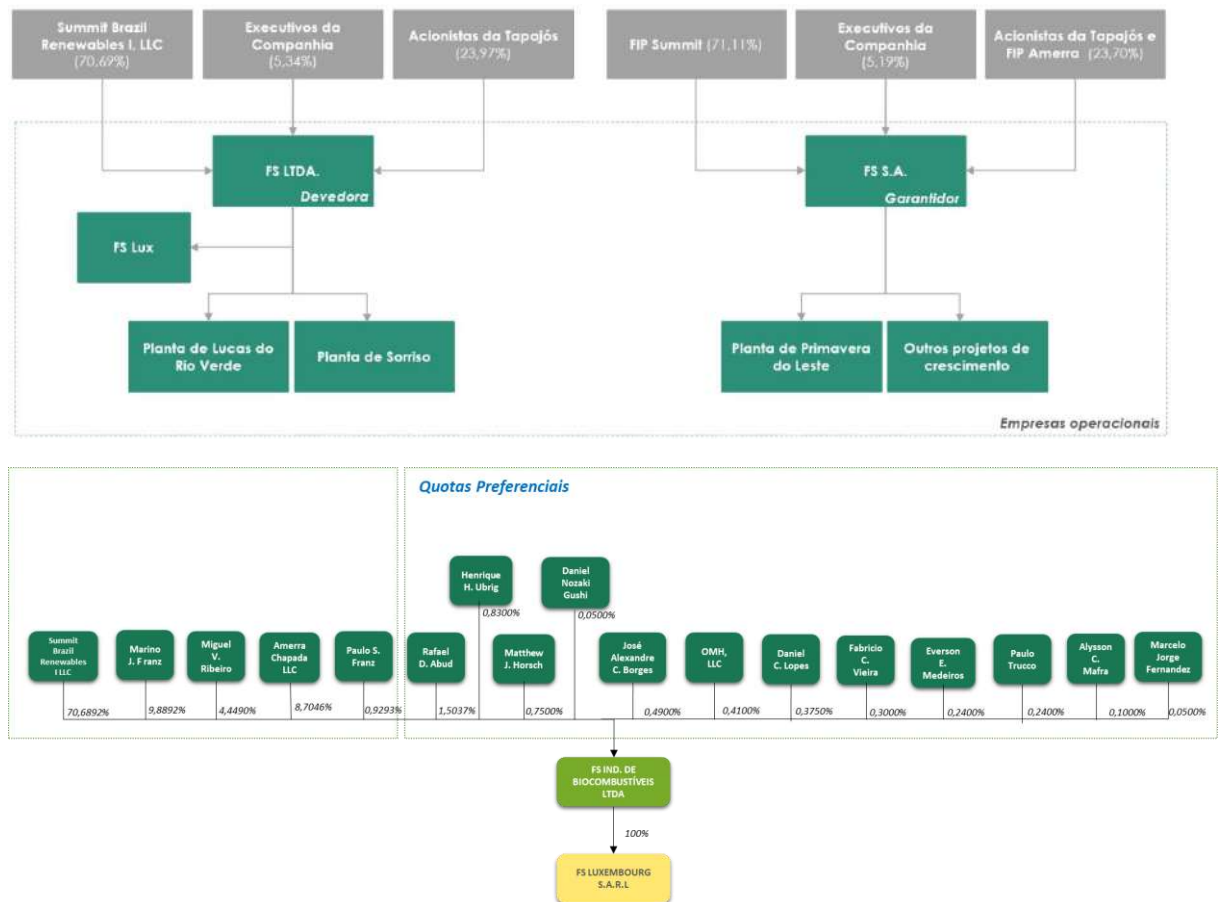 Summit Brazil
Renewables I, LLC
(70,69%)
Executivos da
Companhia
(5,34%)
Acionistas da Tapajós
(23,97%)
FIP Summit (71,11%)
Executivos da
Companhia
(5,19%)
Acionistas da Tapajós e
FIP Amerra (23,70%)
FS LTDA.
Devedora
FS S.A.
Garantidor
FS Lux
Planta de Lucas do
Rio Verde
Planta de Sorriso
Planta de Primavera
do Leste
Outros projetos de
crescimento
Empresas operacionais
Quotas Preferenciais
Henrique
H. Ubrig
0,8300%
Daniel
Nozaki
Gushi
0,0500%
Summit
Brazil
Renewables
I LLC
70,6892%
Marino
J. F ranz
9,8892%
Miguel
V.
Ribeiro
4,4490%
Amerra
Chapada
LLC
8,7046%
Paulo S.
Franz
0,9293%
Rafael
D. Abud
1,5037%
Matthew
J. Horsch
0,7500%
José
Alexandre
C. Borges
0,4900%
OMH,
LLC
0,4100%
Daniel
C. Lopes
0,3750%
Fabricio
C.
Vieira
0,3000%
Everson
E.
Medeiros
0,2400%
Paulo
Trucco
0,2400%
Alysson
C.
Mafra
0,1000%
Marcelo
Jorge
Fernandez
0,0500%
FS IND. DE
BIOCOMBUSTÍVEIS
LTDA
100%
FS LUXEMBOURG
S.A.R.L